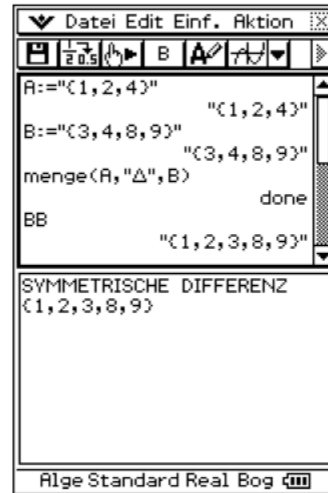 Datei Edit Einf. Aktion
B
A:="{1,2,4}"
"{1,2,4}"
B:="{3,4,8,9}"
"{3,4,8,9}"
menge(A,"Δ",B)
done
BB
"{1,2,3,8,9}"
SYMMETRISCHE DIFFERENZ
{1,2,3,8,9}
Alge Standard Real Bog